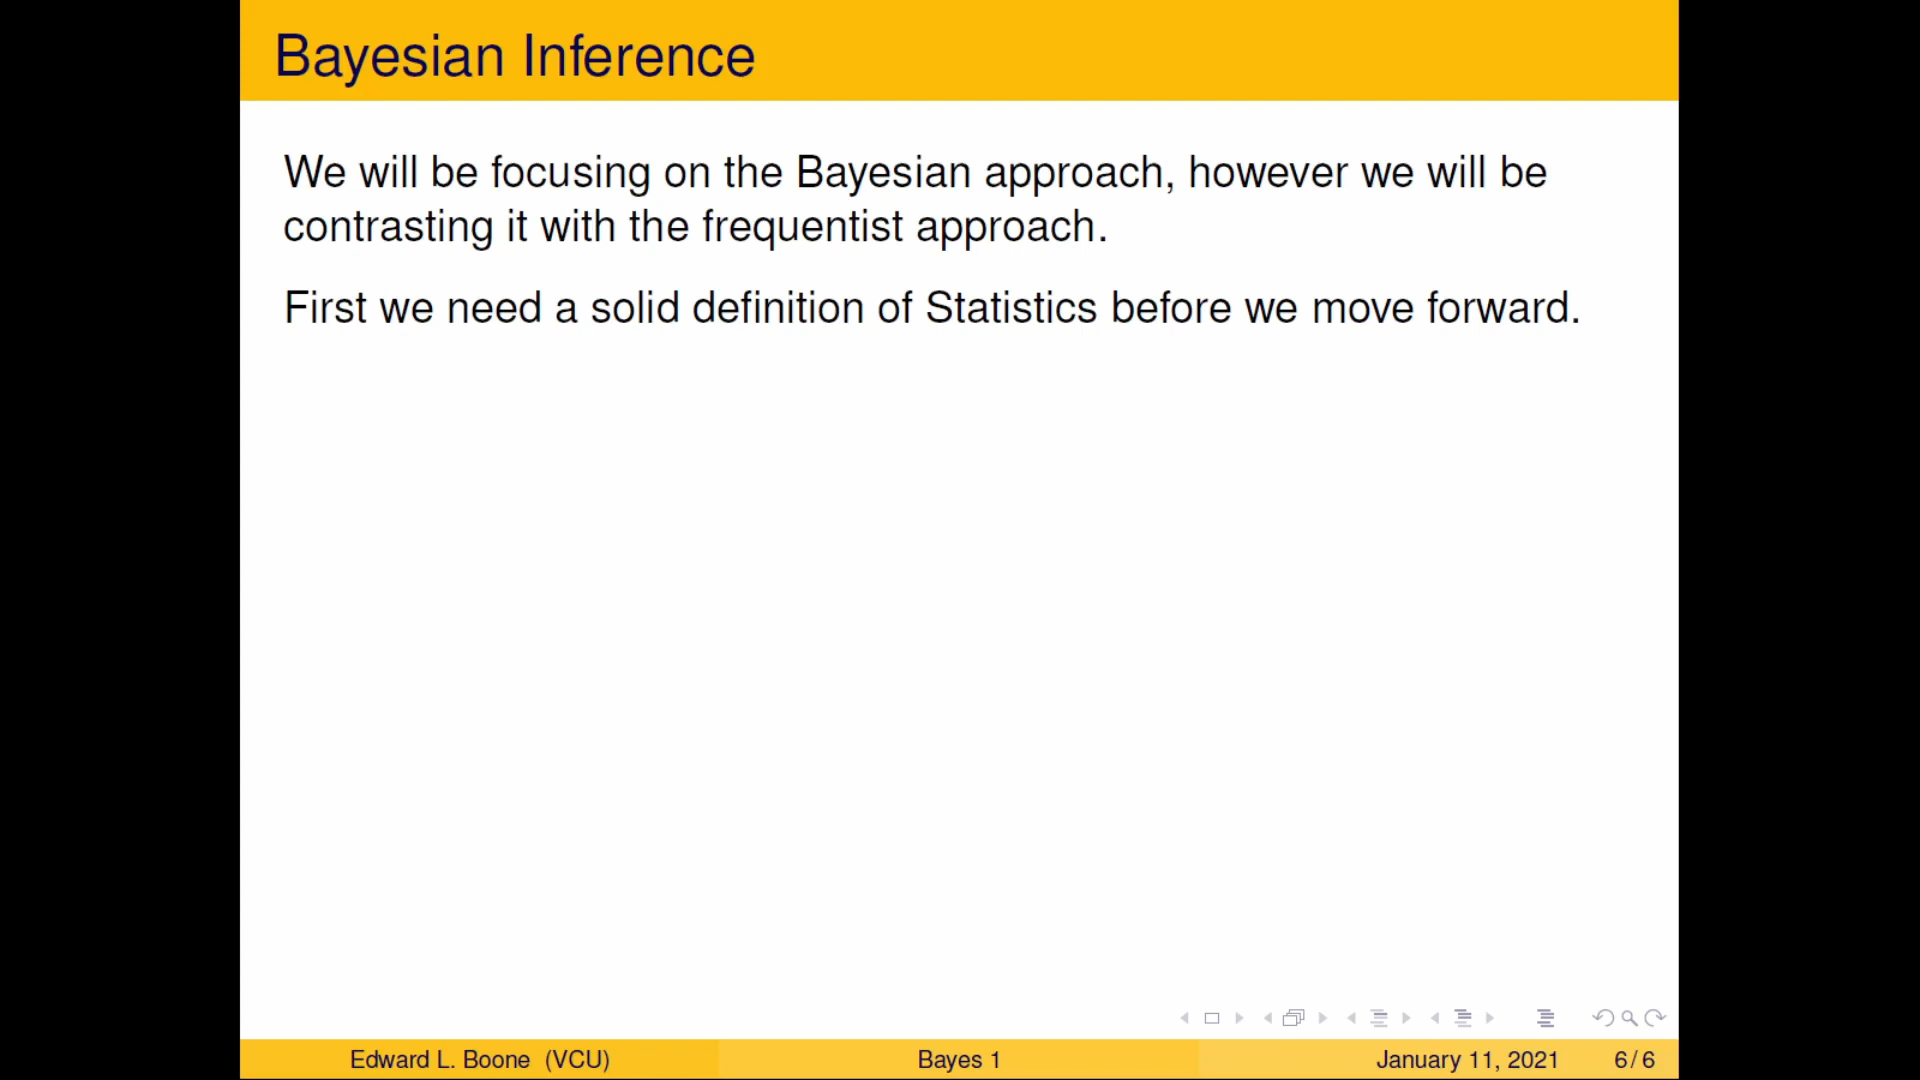 Bayesian Inference
We will be focusing on the Bayesian approach, however we will be
contrasting it with the frequentist approach.
First we need a solid definition of Statistics before we move forward.
Edward L. Boone (VCU)
Bayes 1
January 11, 2021
6 / 6